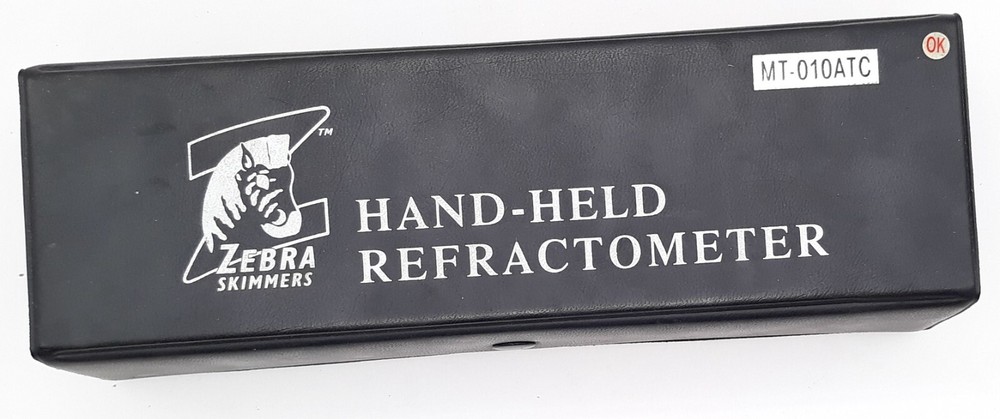 OK
MT-010ATC
TM
ZEBRA
SKIMMERS
HAND-HELD
REFRACTOMETER